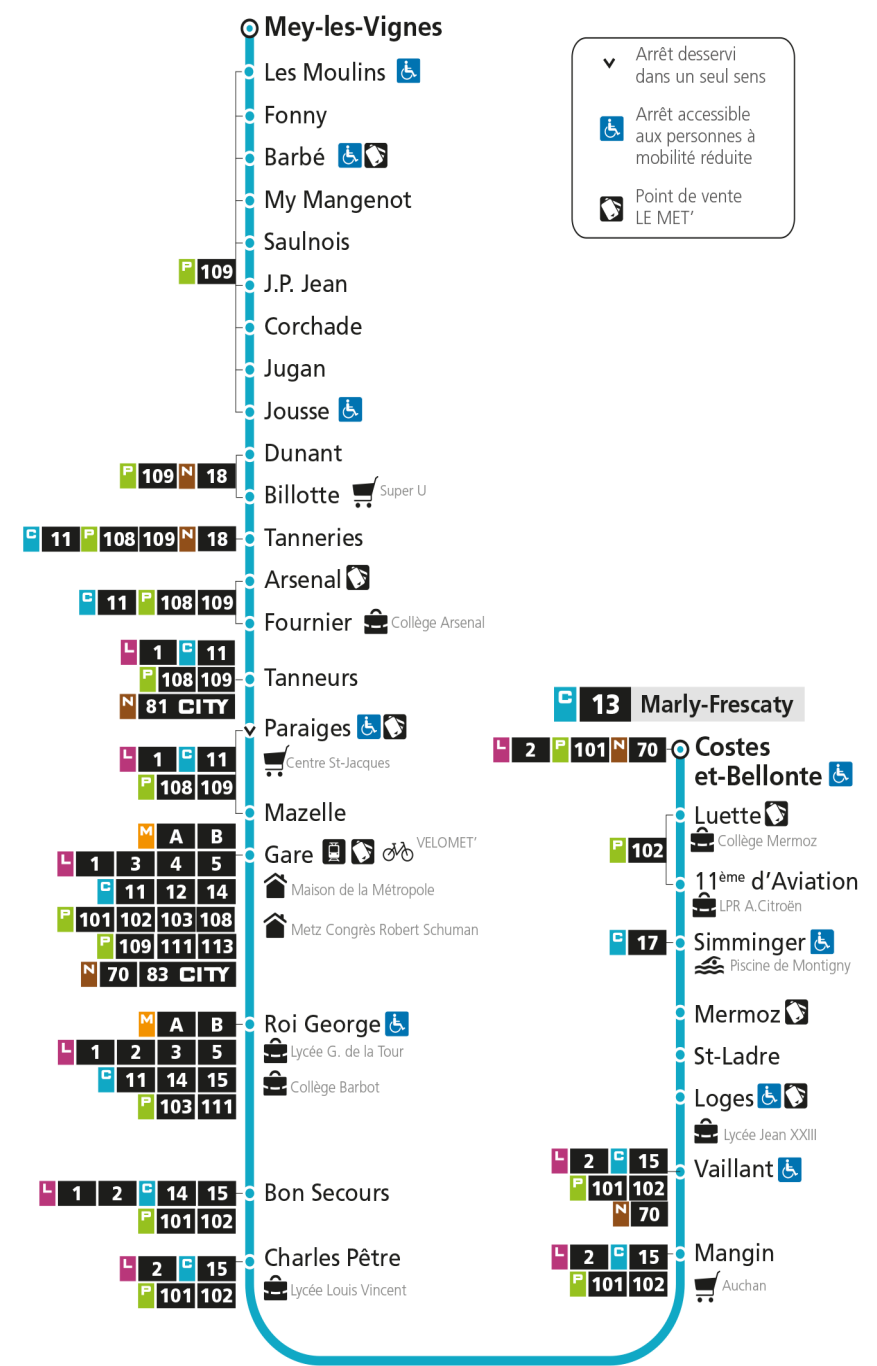 Mey-les-Vignes
Les Moulins
Fonny
Barbé
My Mangenot
Saulnois
P 109
J.P. Jean
Corchade
Jugan
Jousse
Dunant
P 109 N 18
Billotte Super U
C 11 P 108 109 N 18 Tanneries
Arsenal
C 11 P 108 109
Fournier Collège Arsenal
L 1 C 11
P 108 109 Tanneurs
N 81 CITY
Paraiges
L 1 C 11 Centre St-Jacques
P 108 109
Mazelle
M A B
L 1 3 4 5 Gare VELOMET'
C 11 12 14 Maison de la Métropole
P 101 102 103 108
P 109 111 113 Metz Congrès Robert Schuman
N 70 83 CITY
M A B Roi George
L 1 2 3 5 Lycée G. de la Tour
C 11 14 15 Collège Barbot
P 103 111
L 1 2 C 14 15 Bon Secours
P 101 102
Charles Pêtre
L 2 C 15
P 101 102 Lycée Louis Vincent
Arrêt desservi
dans un seul sens
Arrêt accessible
aux personnes à
mobilité réduite
Point de vente
LE MET'
C 13 Marly-Frescaty
L 2 P 101 N 70 Costes
et-Bellonte
Luette
Collège Mermoz
P 102
11ème d'Aviation
LPR A.Citroën
C 17 Simminger
Piscine de Montigny
Mermoz
St-Ladre
Loges
Lycée Jean XXIII
L 2 C 15 Vaillant
P 101 102
N 70
L 2 C 15 Mangin
P 101 102 Auchan